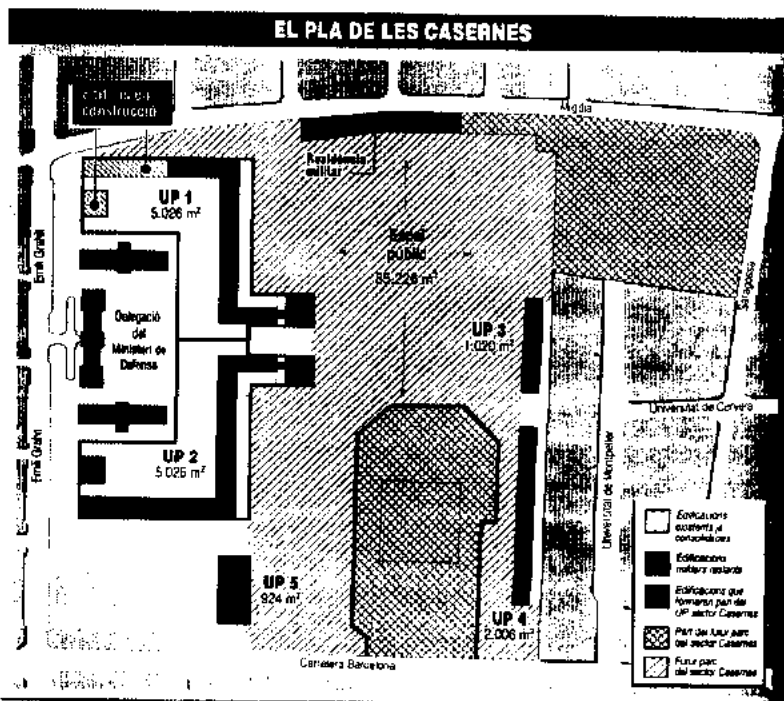 EL PLA DE LES CASERNES
construcció
Migdia
Residència
militar
UP 1
5.026 m²
Espai
públic
Emili Grahit
Delegació
del
Ministeri de
Defensa
UP 3
1.020 m²
Universitat de Cervera
Emili Grahit
UP 2
5.026 m²
Universitat de Montpeller
UP 5
924 m²
UP 4
2.006 m²
Carretera Barcelona
Edificacions
existents a
consolidar
Edificacions
militars restants
Edificacions que
formaran part del
UP sector Casernes
Part del futur parc
del sector Casernes
Futur parc
del sector Casernes